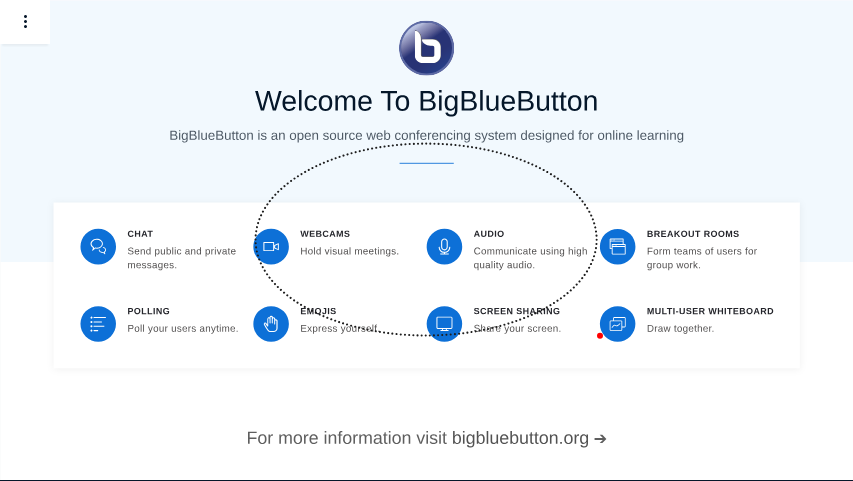 Welcome To BigBlueButton
BigBlueButton is an open source web conferencing system designed for online learning
CHAT
Send public and private
messages.
WEBCAMS
Hold visual meetings.
AUDIO
Communicate using high
quality audio.
BREAKOUT ROOMS
Form teams of users for
group work.
POLLING
Poll your users anytime.
EMOJIS
Express yourself.
SCREEN SHARING
Share your screen.
MULTI-USER WHITEBOARD
Draw together.
For more information visit bigbluebutton.org ➔